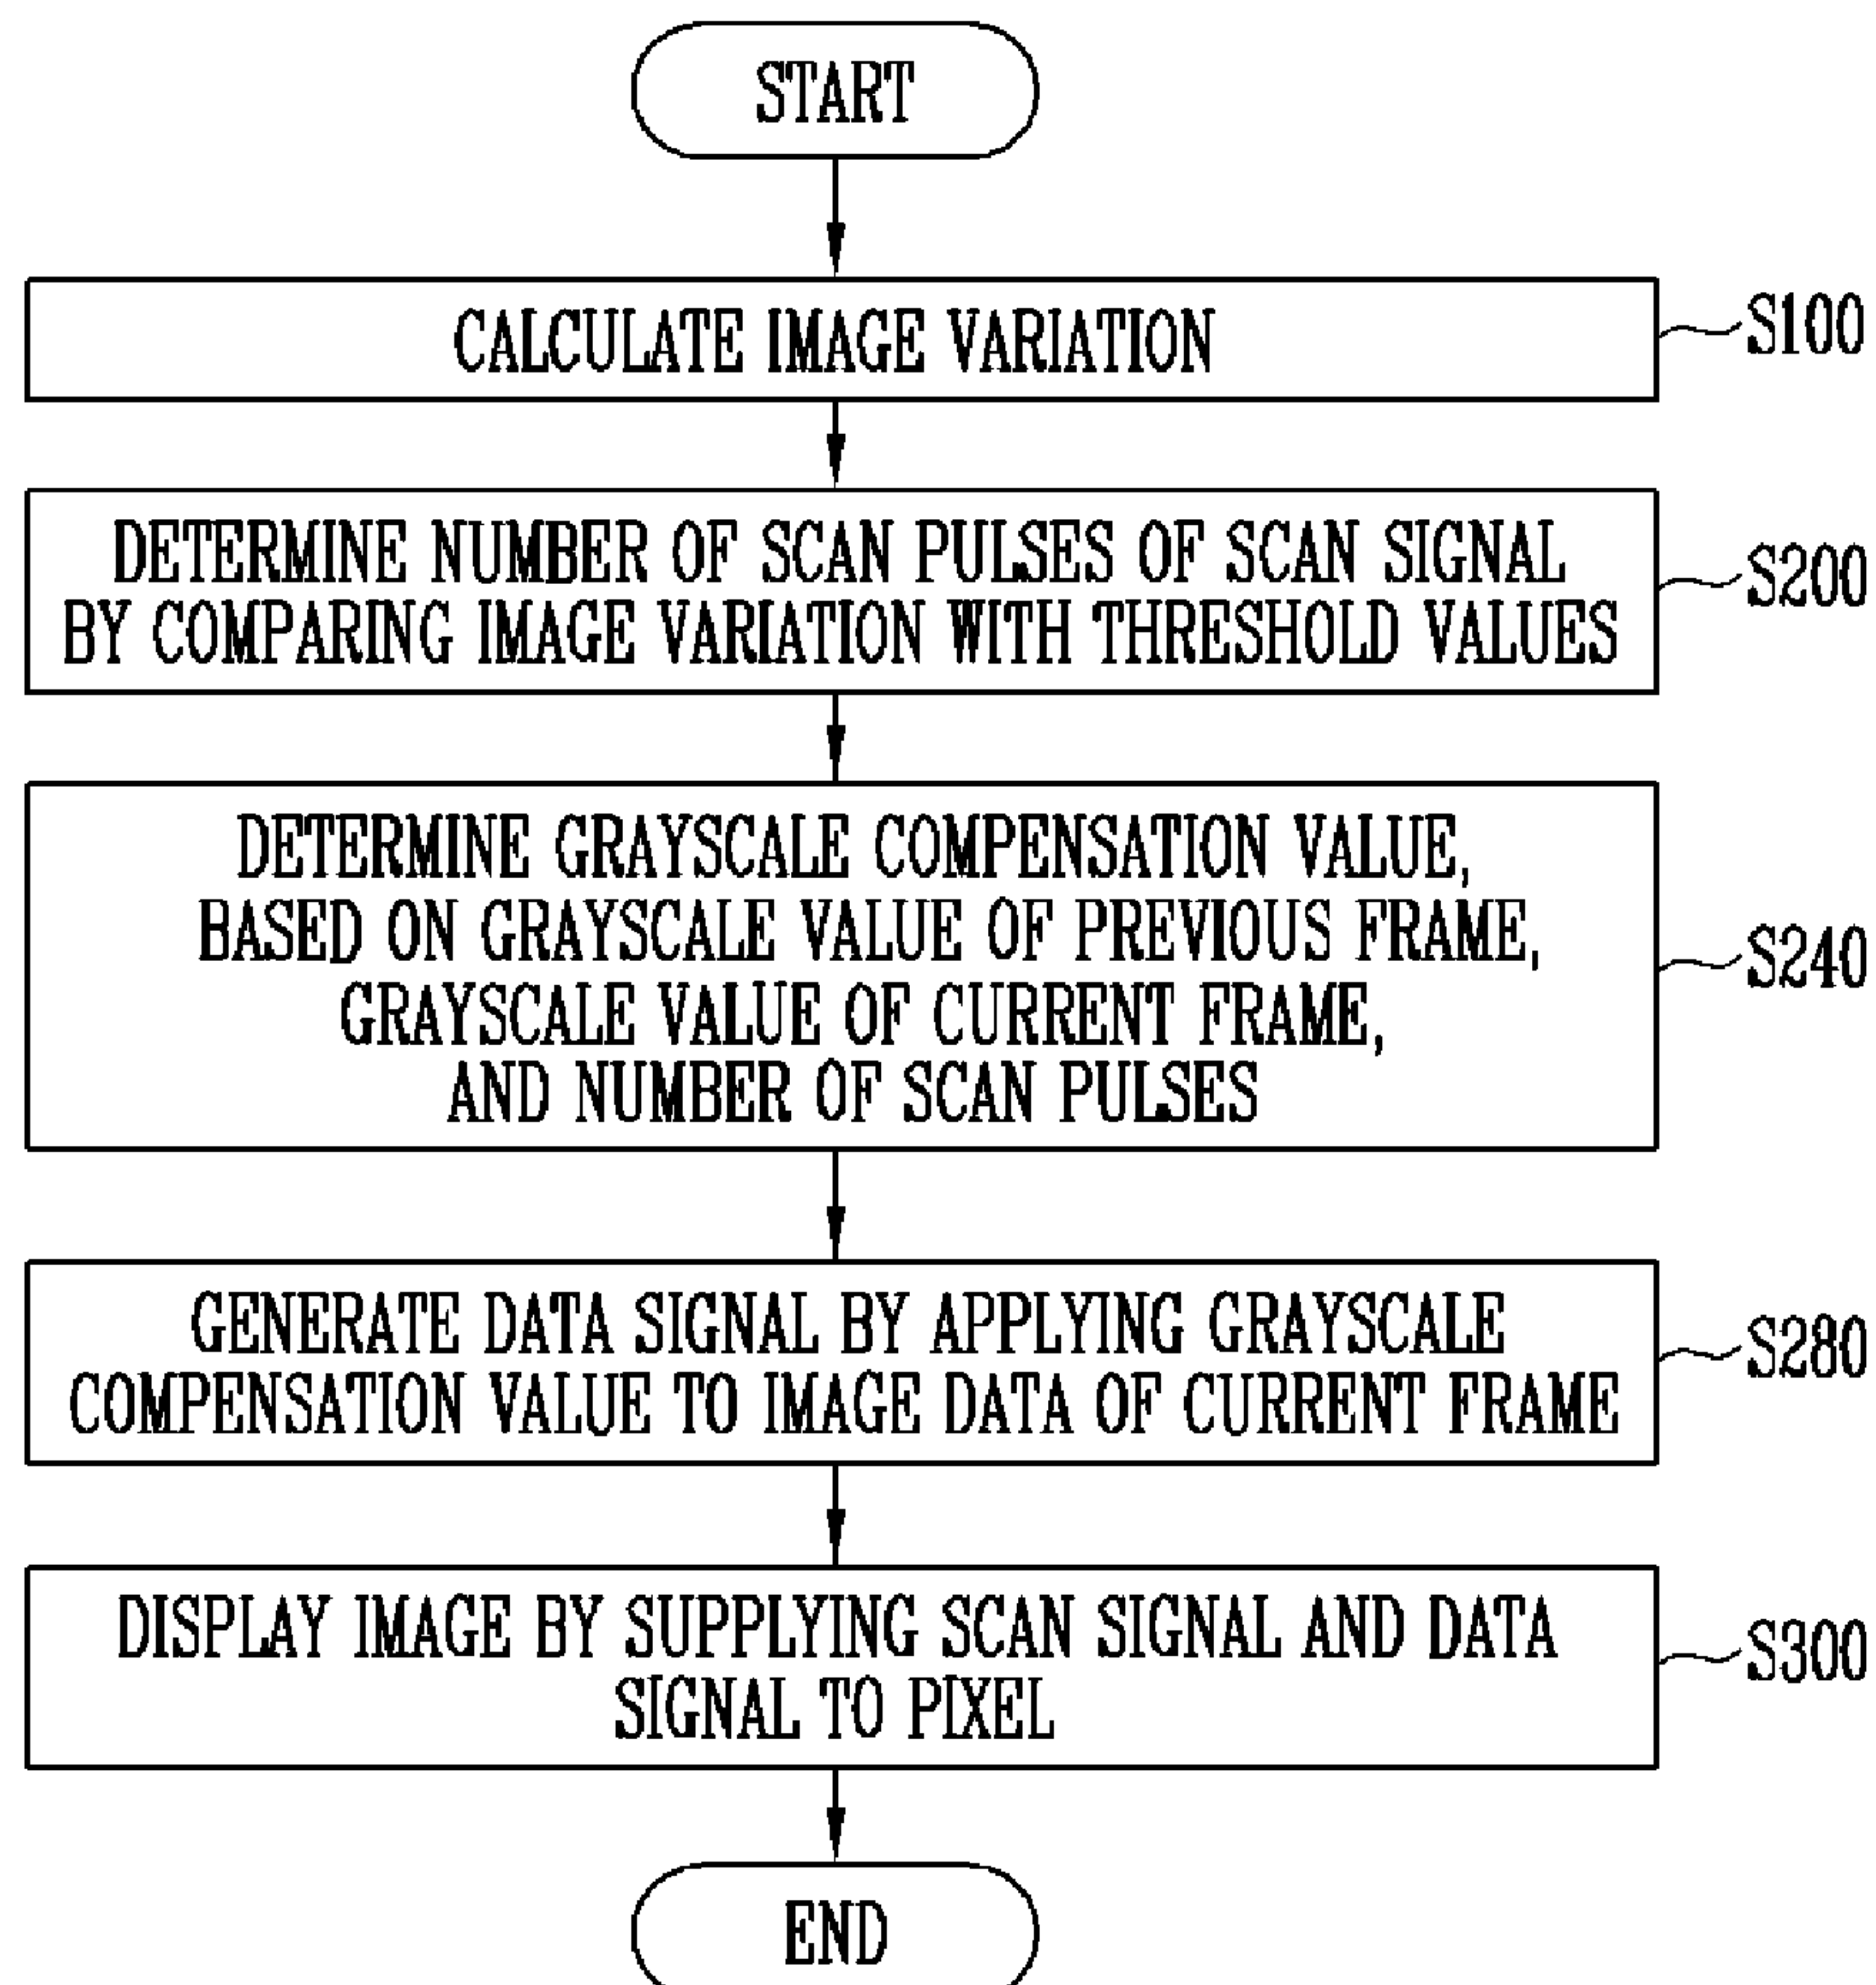 START
CALCULATE IMAGE VARIATION
S100
DETERMINE NUMBER OF SCAN PULSES OF SCAN SIGNAL
BY COMPARING IMAGE VARIATION WITH THRESHOLD VALUES
S200
DETERMINE GRAYSCALE COMPENSATION VALUE,
BASED ON GRAYSCALE VALUE OF PREVIOUS FRAME,
GRAYSCALE VALUE OF CURRENT FRAME,
AND NUMBER OF SCAN PULSES
S240
GENERATE DATA SIGNAL BY APPLYING GRAYSCALE
COMPENSATION VALUE TO IMAGE DATA OF CURRENT FRAME
S280
DISPLAY IMAGE BY SUPPLYING SCAN SIGNAL AND DATA
SIGNAL TO PIXEL
S300
END